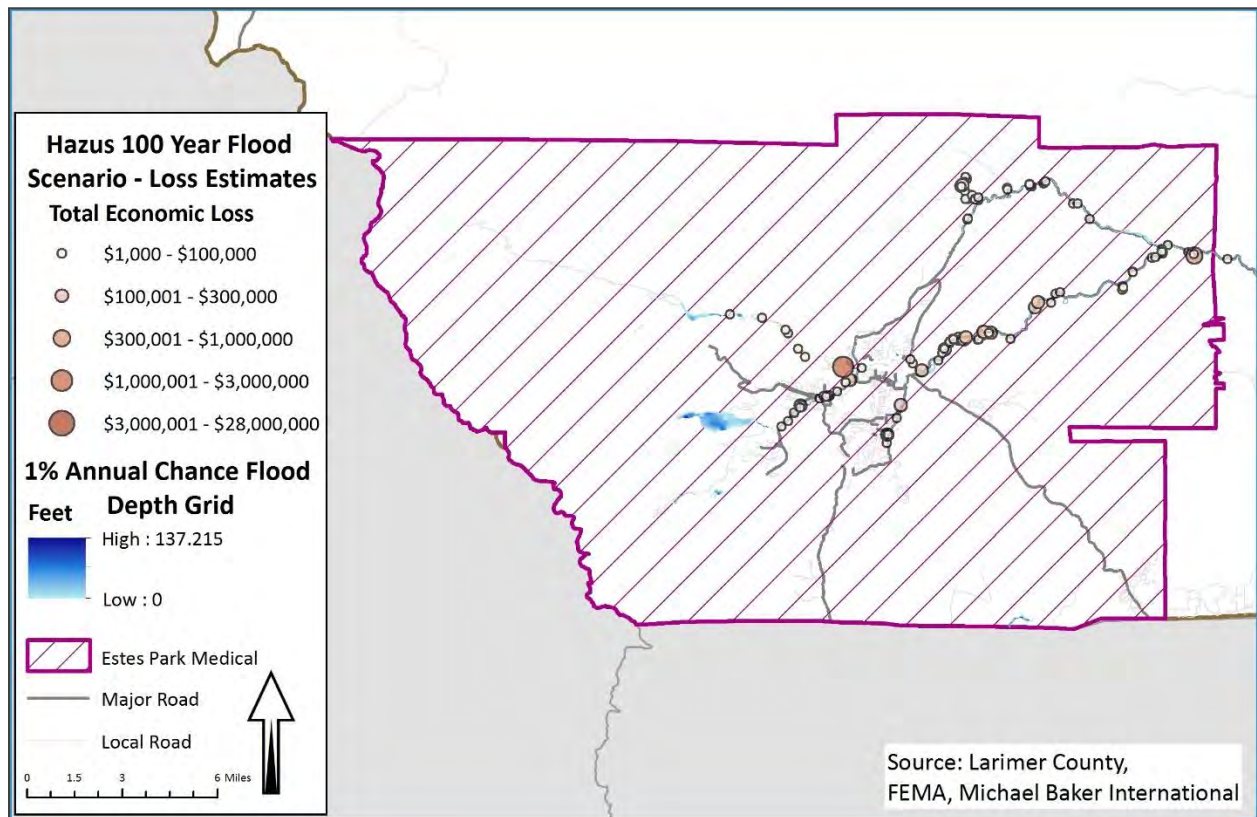 Hazus 100 Year Flood
Scenario - Loss Estimates
Total Economic Loss
$1,000 - $100,000
$100,001 - $300,000
$300,001 - $1,000,000
$1,000,001 - $3,000,000
$3,000,001 - $28,000,000
1% Annual Chance Flood
Depth Grid
Feet
High : 137.215
Low : 0
Estes Park Medical
Major Road
Local Road
0 1.5 3 6 Miles
Source: Larimer County,
FEMA, Michael Baker International